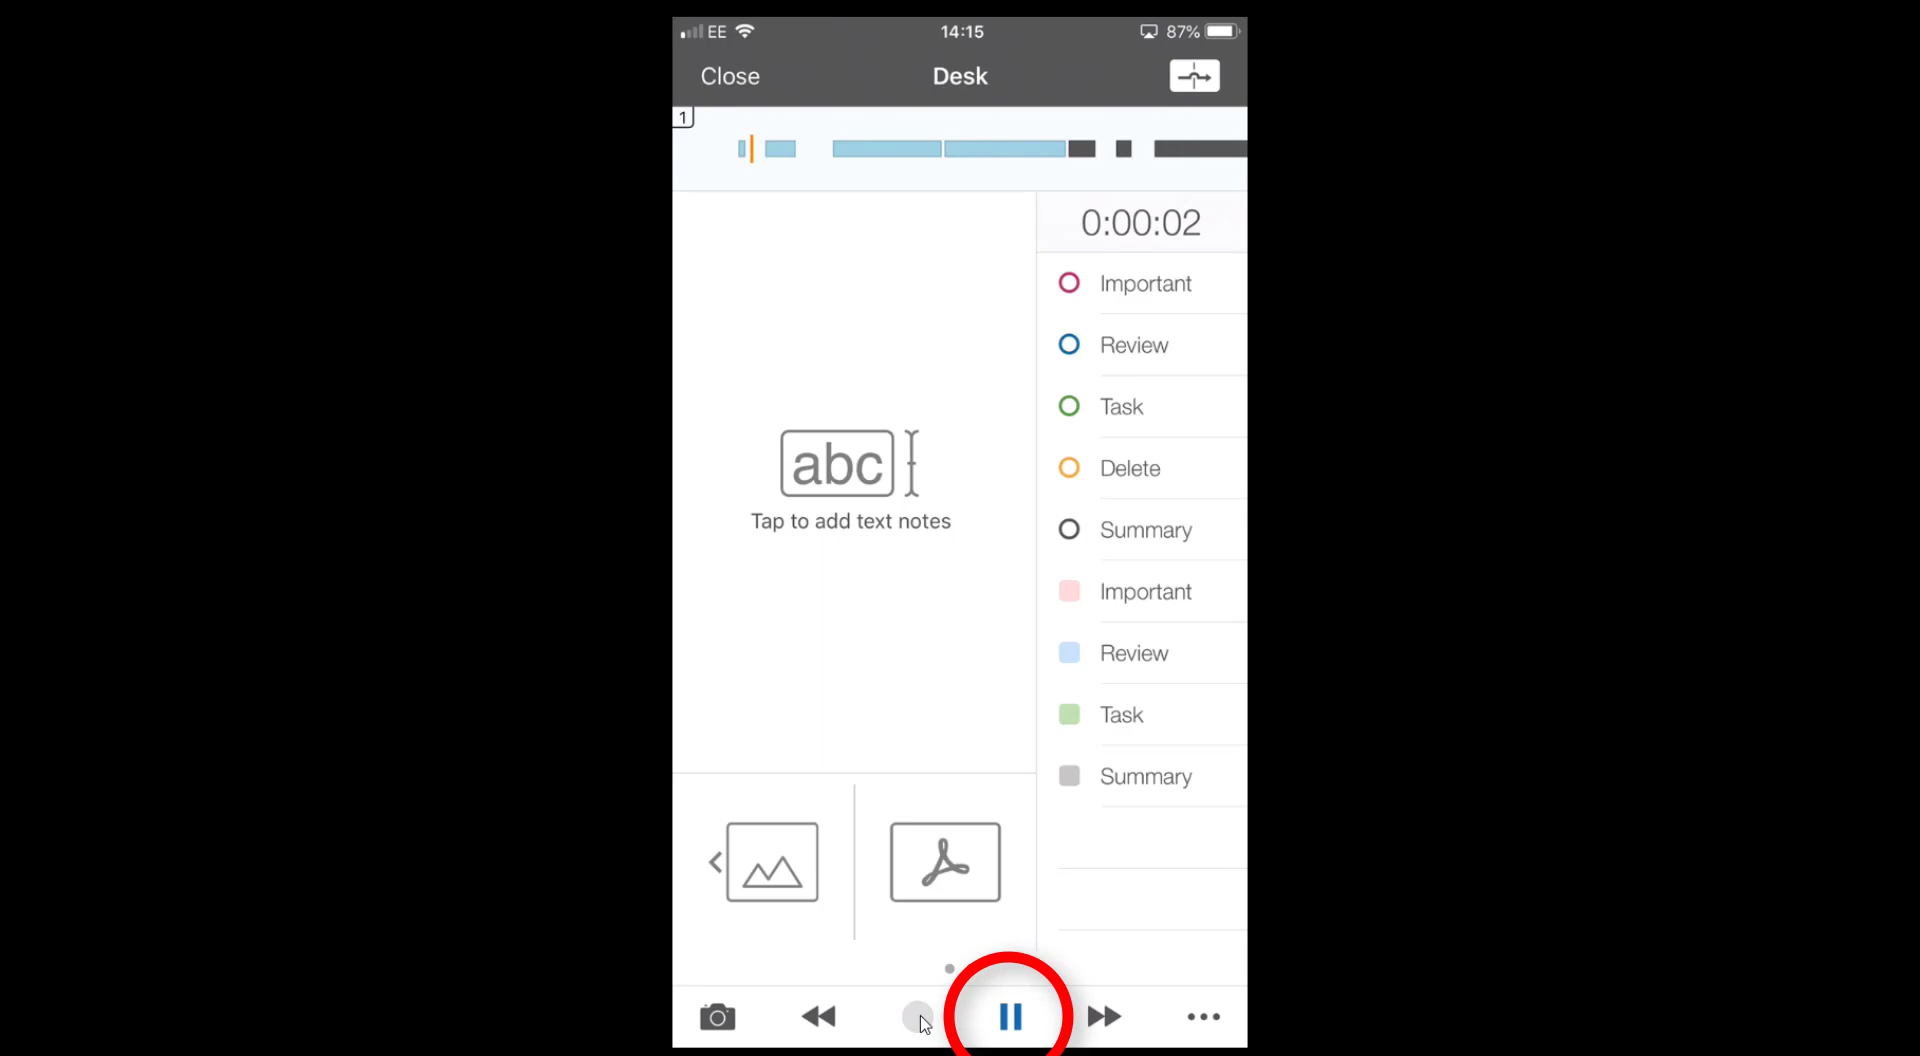 EE 14:15 87%
Close Desk
1
0:00:02
Important
Review
Task
Delete
Summary
Important
Review
Task
Summary
abc
Tap to add text notes